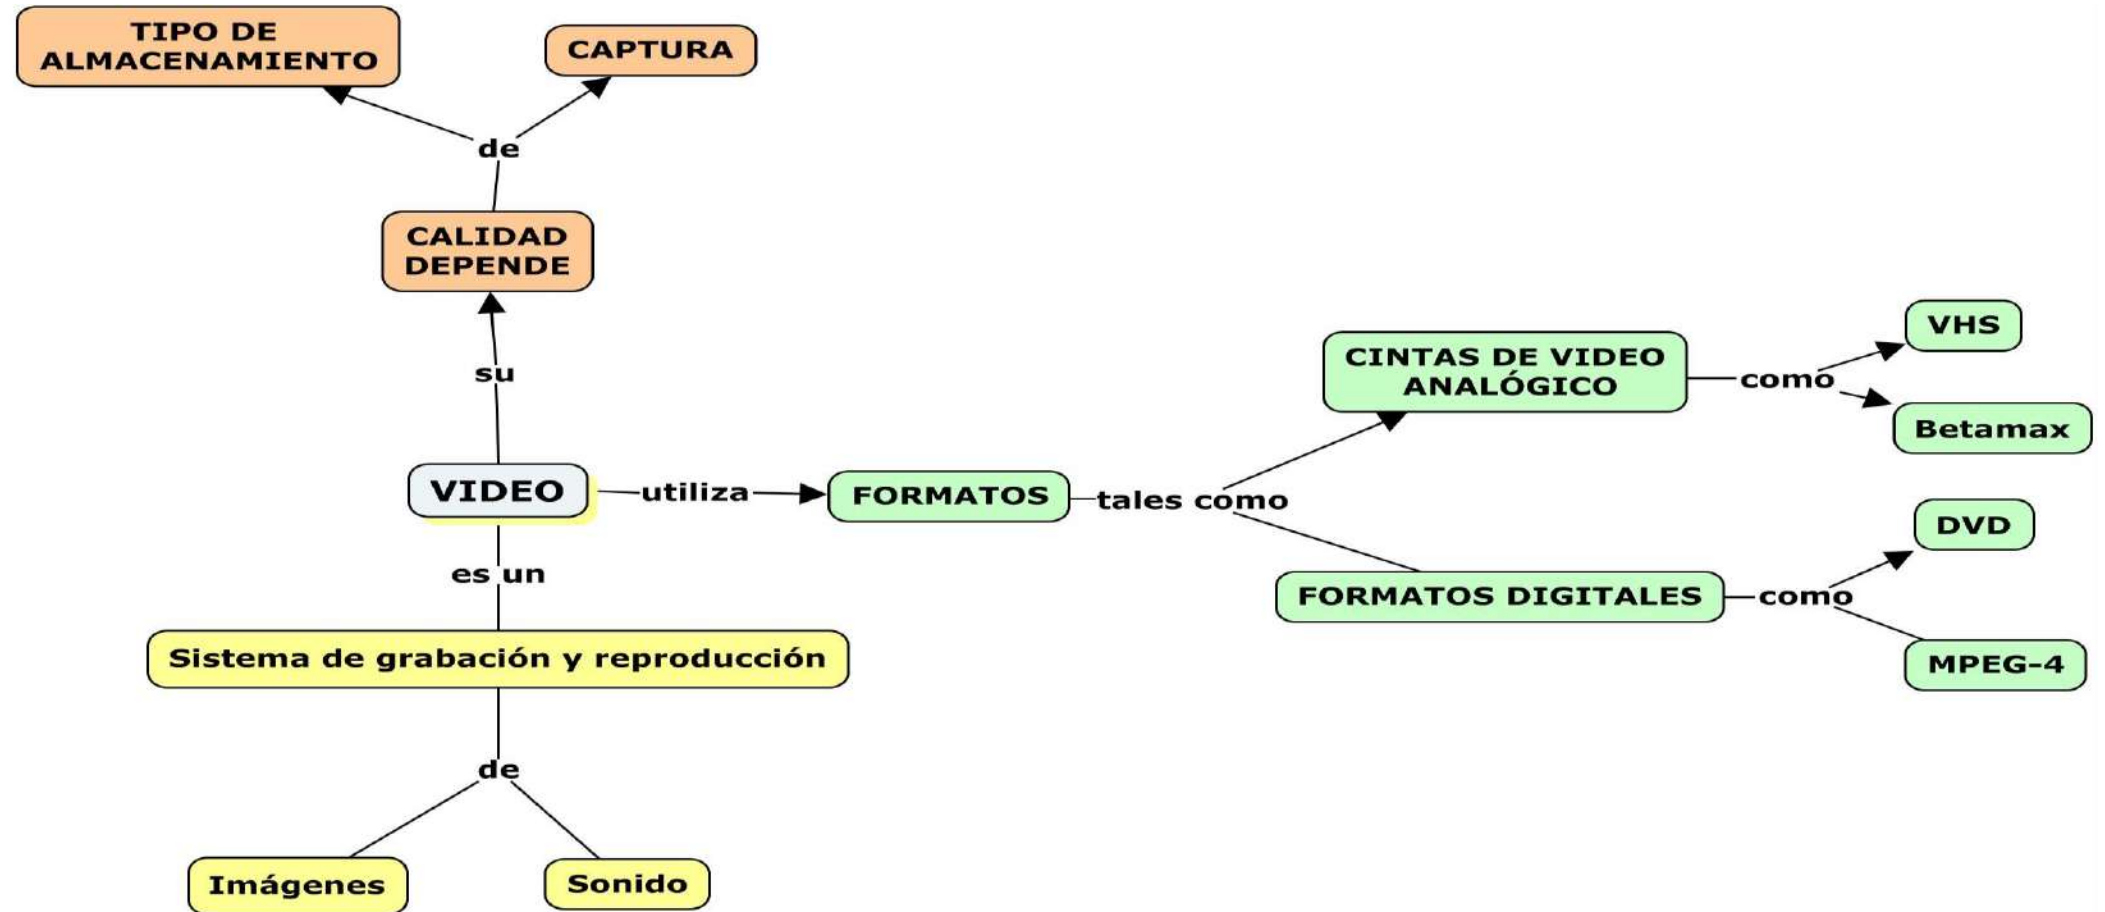 TIPO DE
ALMACENAMIENTO
CAPTURA
de
CALIDAD
DEPENDE
su
VIDEO
utiliza
FORMATOS
tales como
CINTAS DE VIDEO
ANALÓGICO
como
VHS
Betamax
FORMATOS DIGITALES
como
DVD
MPEG-4
es un
Sistema de grabación y reproducción
de
Imágenes
Sonido